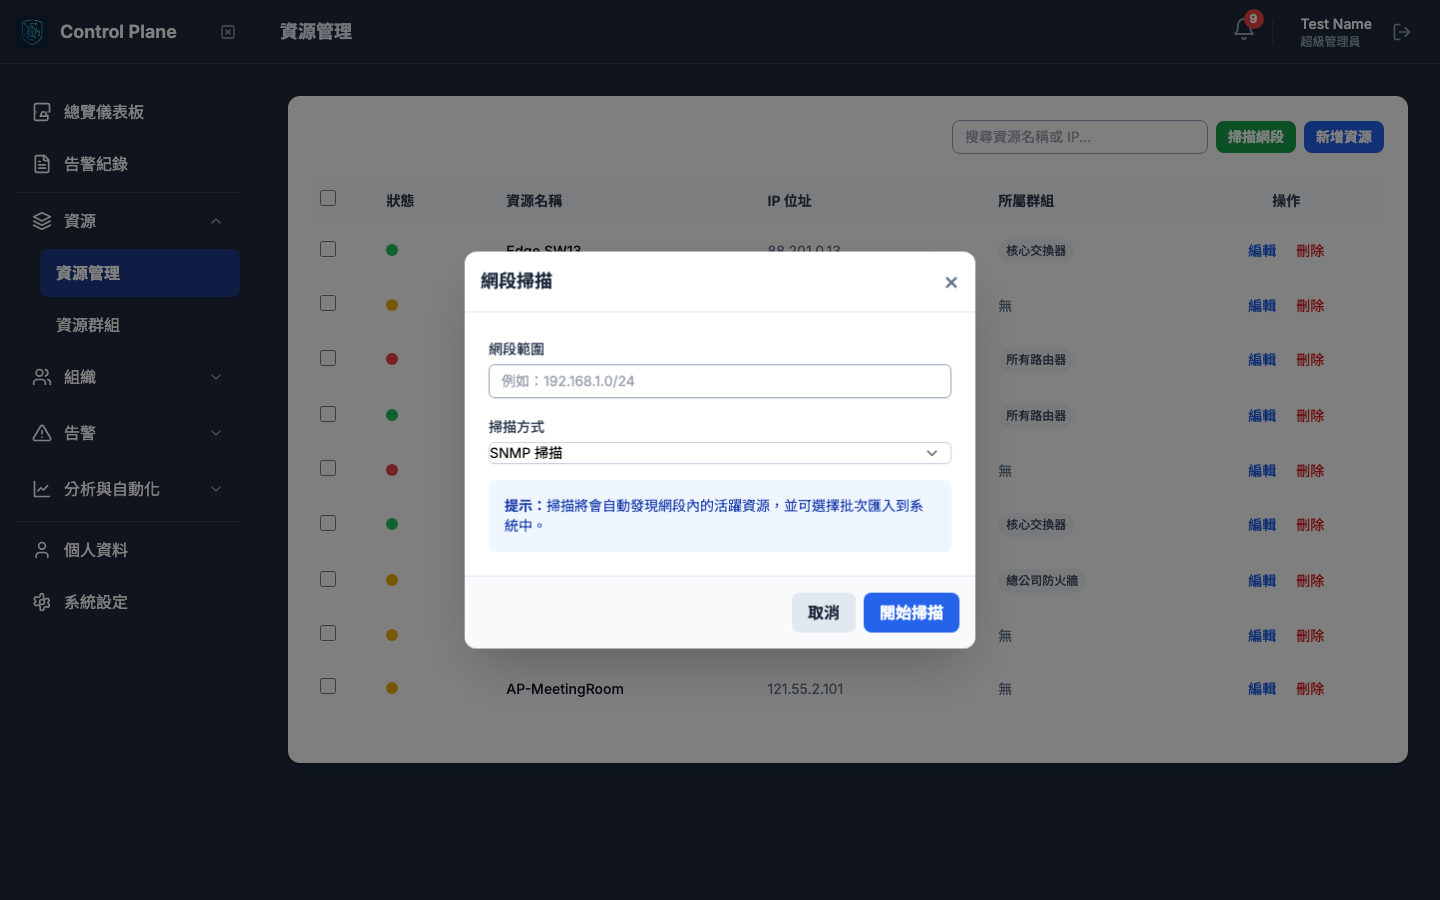 Control Plane
資源管理
9
Test Name
超級管理員
總覽儀表板
告警紀錄
資源
資源管理
資源群組
組織
告警
分析與自動化
個人資料
系統設定
搜尋資源名稱或 IP...
掃描網段
新增資源
狀態 資源名稱 IP 位址 所屬群組 操作
Edge-SW13 88.201.0.13 核心交換器 編輯 刪除
無 編輯 刪除
所有路由器 編輯 刪除
所有路由器 編輯 刪除
無 編輯 刪除
核心交換器 編輯 刪除
總公司防火牆 編輯 刪除
無 編輯 刪除
AP-MeetingRoom 121.55.2.101 無 編輯 刪除
網段掃描
網段範圍
例如：192.168.1.0/24
掃描方式
SNMP 掃描
提示：掃描將會自動發現網段內的活躍資源，並可選擇批次匯入到系
統中。
取消
開始掃描